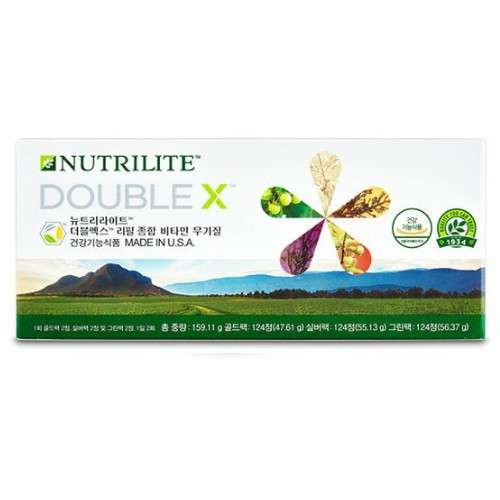 NUTRILITE™
DOUBLE X™
뉴트리라이트™
더블엑스™ 리필 종합 비타민 무기질
건강기능식품 MADE IN U.S.A.
건강
기능식품
1934
1회 골드팩 2정, 실버팩 2정 및 그린팩 2정, 1일 2회
총 중량 : 159.11 g 골드팩 : 124정(47.61 g) 실버팩 : 124정(55.13 g) 그린팩 : 124정(56.37 g)